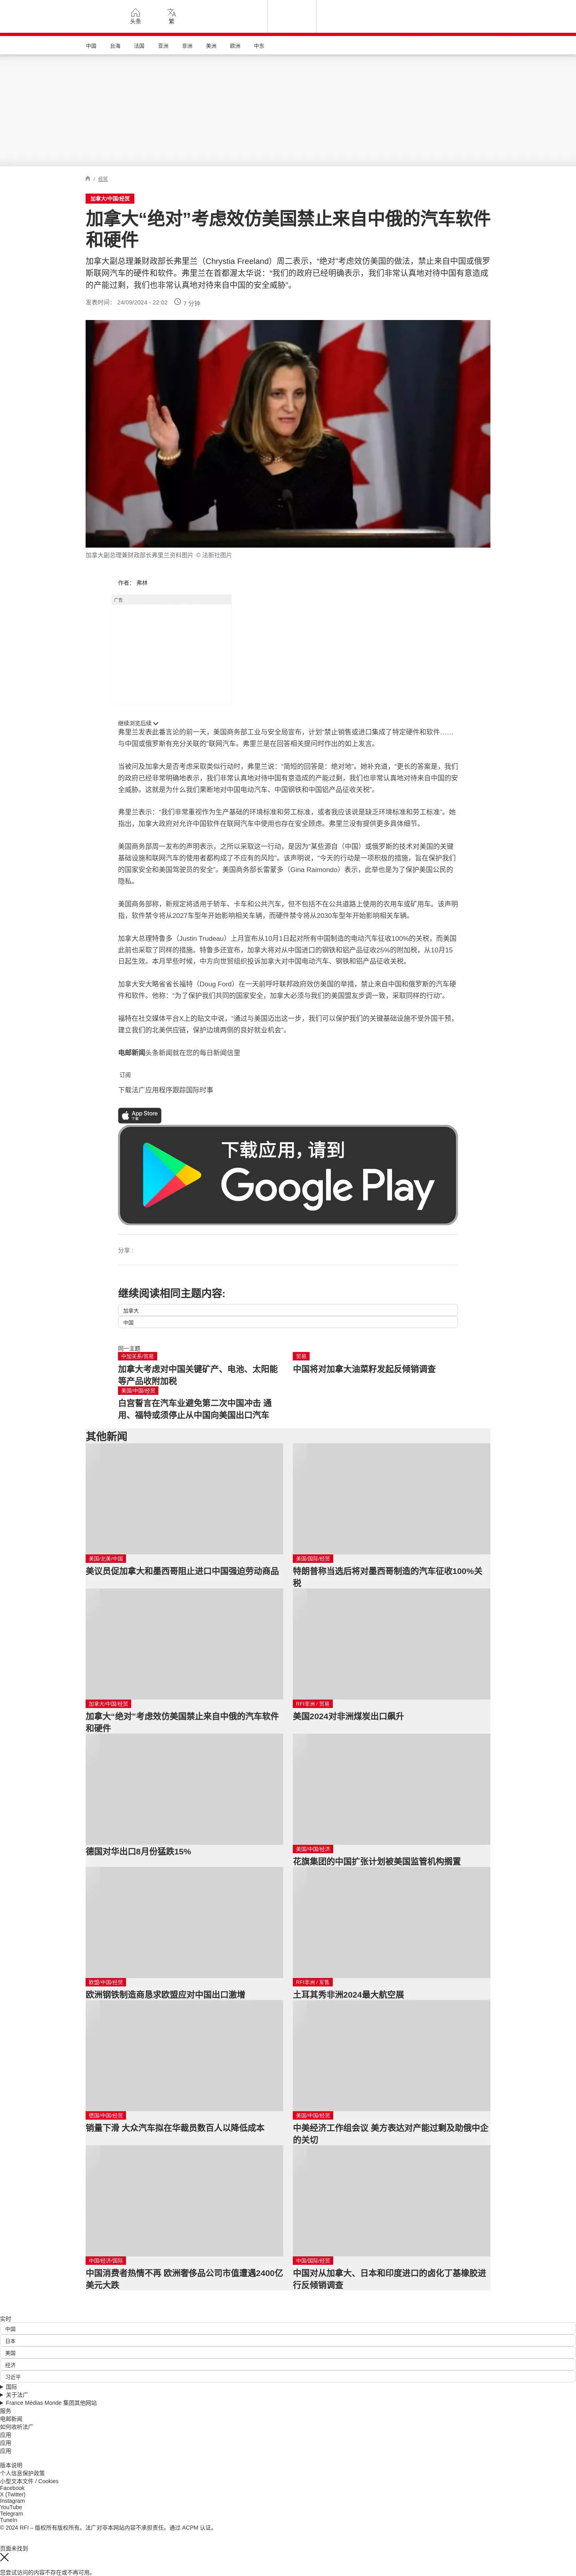 头条
繁
中国 台海 法国 亚洲 非洲 美洲 欧洲 中东
/ 经贸
加拿大/中国/经贸
加拿大“绝对”考虑效仿美国禁止来自中俄的汽车软件
和硬件
加拿大副总理兼财政部长弗里兰（Chrystia Freeland）周二表示，“绝对”考虑效仿美国的做法，禁止来自中国或俄罗
斯联网汽车的硬件和软件。弗里兰在首都渥太华说：“我们的政府已经明确表示，我们非常认真地对待中国有意造成
的产能过剩，我们也非常认真地对待来自中国的安全威胁”。
发表时间： 24/09/2024 - 22:02 7 分钟
加拿大副总理兼财政部长弗里兰资料图片 © 法新社图片
作者： 弗林
广告
继续浏览后续
弗里兰发表此番言论的前一天，美国商务部工业与安全局宣布，计划“禁止销售或进口集成了特定硬件和软件……
与中国或俄罗斯有充分关联的”联网汽车。弗里兰是在回答相关提问时作出的如上发言。
当被问及加拿大是否考虑采取类似行动时，弗里兰说：“简短的回答是：绝对地”。她补充道，“更长的答案是，我们
的政府已经非常明确地表示，我们非常认真地对待中国有意造成的产能过剩，我们也非常认真地对待来自中国的安
全威胁。这就是为什么我们果断地对中国电动汽车、中国钢铁和中国铝产品征收关税”。
弗里兰表示：“我们非常重视作为生产基础的环境标准和劳工标准，或者我应该说是缺乏环境标准和劳工标准”。她
指出，加拿大政府对允许中国软件在联网汽车中使用也存在安全顾虑。弗里兰没有提供更多具体细节。
美国商务部周一发布的声明表示，之所以采取这一行动，是因为“某些源自（中国）或俄罗斯的技术对美国的关键
基础设施和联网汽车的使用者都构成了不应有的风险”。该声明说，“今天的行动是一项积极的措施，旨在保护我们
的国家安全和美国驾驶员的安全”。美国商务部长雷蒙多（Gina Raimondo）表示，此举也是为了保护美国公民的
隐私。
美国商务部称，新规定将适用于轿车、卡车和公共汽车，但不包括不在公共道路上使用的农用车或矿用车。该声明
指，软件禁令将从2027车型年开始影响相关车辆，而硬件禁令将从2030车型年开始影响相关车辆。
加拿大总理特鲁多（Justin Trudeau）上月宣布从10月1日起对所有中国制造的电动汽车征收100%的关税，而美国
此前也采取了同样的措施。特鲁多还宣布，加拿大将对从中国进口的钢铁和铝产品征收25%的附加税，从10月15
日起生效。本月早些时候，中方向世贸组织投诉加拿大对中国电动汽车、钢铁和铝产品征收关税。
加拿大安大略省省长福特（Doug Ford）在一天前呼吁联邦政府效仿美国的举措，禁止来自中国和俄罗斯的汽车硬
件和软件。他称：“为了保护我们共同的国家安全，加拿大必须与我们的美国盟友步调一致，采取同样的行动”。
福特在社交媒体平台X上的贴文中说，“通过与美国迈出这一步，我们可以保护我们的关键基础设施不受外国干预，
建立我们的北美供应链，保护边境两侧的良好就业机会”。
电邮新闻头条新闻就在您的每日新闻信里
订阅
下载法广应用程序跟踪国际时事
App Store
下载
下载应用，请到
Google Play
分享 :
继续阅读相同主题内容:
加拿大
中国
同一主题
中加关系/贸易
加拿大考虑对中国关键矿产、电池、太阳能
等产品收附加税
贸易
中国将对加拿大油菜籽发起反倾销调查
美国/中国/经贸
白宫誓言在汽车业避免第二次中国冲击 通
用、福特或须停止从中国向美国出口汽车
其他新闻
美国/北美/中国
美议员促加拿大和墨西哥阻止进口中国强迫劳动商品
美国/国际/经贸
特朗普称当选后将对墨西哥制造的汽车征收100%关
税
加拿大/中国/经贸
加拿大“绝对”考虑效仿美国禁止来自中俄的汽车软件
和硬件
RFI非洲 / 贸易
美国2024对非洲煤炭出口飙升
德国对华出口8月份猛跌15%
美国/中国/经济
花旗集团的中国扩张计划被美国监管机构搁置
欧盟/中国/经贸
欧洲钢铁制造商恳求欧盟应对中国出口激增
RFI非洲 / 军售
土耳其秀非洲2024最大航空展
德国/中国/经贸
销量下滑 大众汽车拟在华裁员数百人以降低成本
美国/中国/经贸
中美经济工作组会议 美方表达对产能过剩及助俄中企
的关切
中国/经济/国际
中国消费者热情不再 欧洲奢侈品公司市值遭遇2400亿
美元大跌
中国/国际/经贸
中国对从加拿大、日本和印度进口的卤化丁基橡胶进
行反倾销调查
实时
中国
日本
美国
经济
习近平
国际
关于法广
France Médias Monde 集团其他网站
服务
电邮新闻
如何收听法广
应用
应用
应用
版本说明
个人信息保护政策
小型文本文件 / Cookies
Facebook
X (Twitter)
Instagram
YouTube
Telegram
TuneIn
© 2024 RFI – 版权所有版权所有。法广对非本网站内容不承担责任。通过 ACPM 认证。
页面未找到
您尝试访问的内容不存在或不再可用。